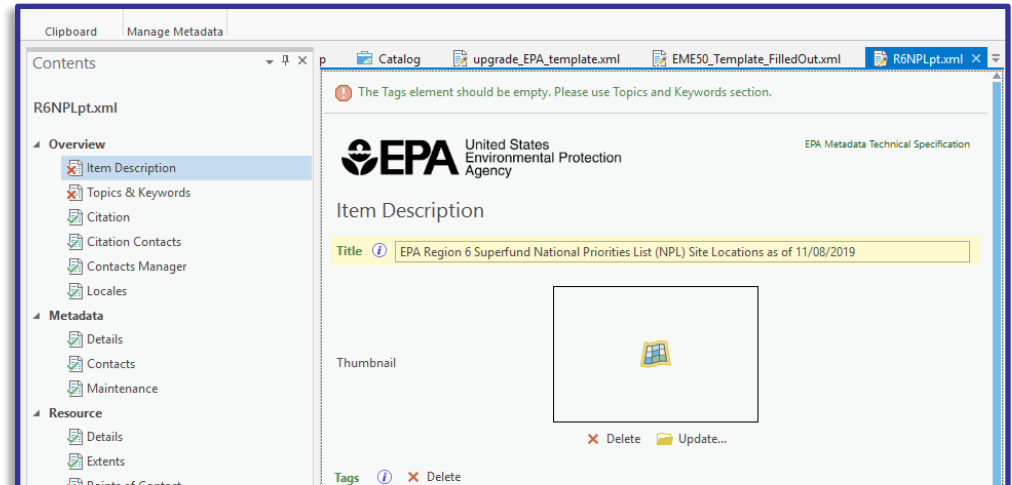 Clipboard
Manage Metadata
Contents
p
Catalog
upgrade_EPA_template.xml
EME50_Template_FilledOut.xml
R6NPLpt.xml
The Tags element should be empty. Please use Topics and Keywords section.
R6NPLpt.xml
Overview
Item Description
Topics & Keywords
Citation
Citation Contacts
Contacts Manager
Locales
Metadata
Details
Contacts
Maintenance
Resource
Details
Extents
Points of Contact
EPA
United States
Environmental Protection
Agency
EPA Metadata Technical Specification
Item Description
Title
EPA Region 6 Superfund National Priorities List (NPL) Site Locations as of 11/08/2019
Thumbnail
Delete
Update...
Tags
Delete